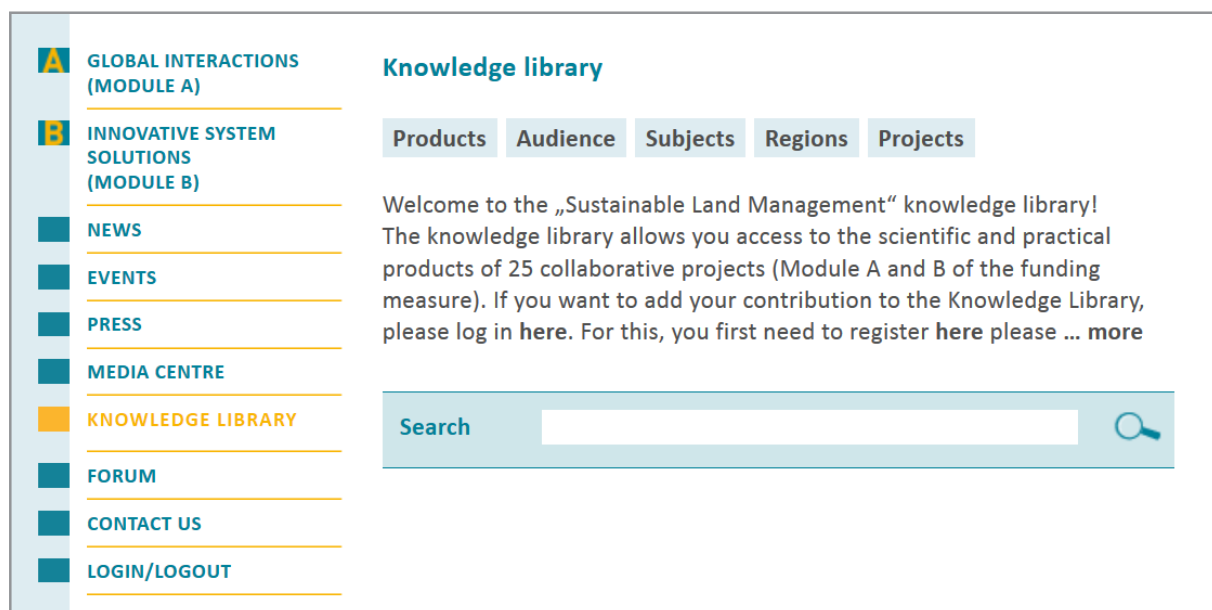 A
GLOBAL INTERACTIONS
(MODULE A)
B
INNOVATIVE SYSTEM
SOLUTIONS
(MODULE B)
NEWS
EVENTS
PRESS
MEDIA CENTRE
KNOWLEDGE LIBRARY
FORUM
CONTACT US
LOGIN/LOGOUT
Knowledge library
Products Audience Subjects Regions Projects
Welcome to the „Sustainable Land Management“ knowledge library!
The knowledge library allows you access to the scientific and practical
products of 25 collaborative projects (Module A and B of the funding
measure). If you want to add your contribution to the Knowledge Library,
please log in here. For this, you first need to register here please ... more
Search